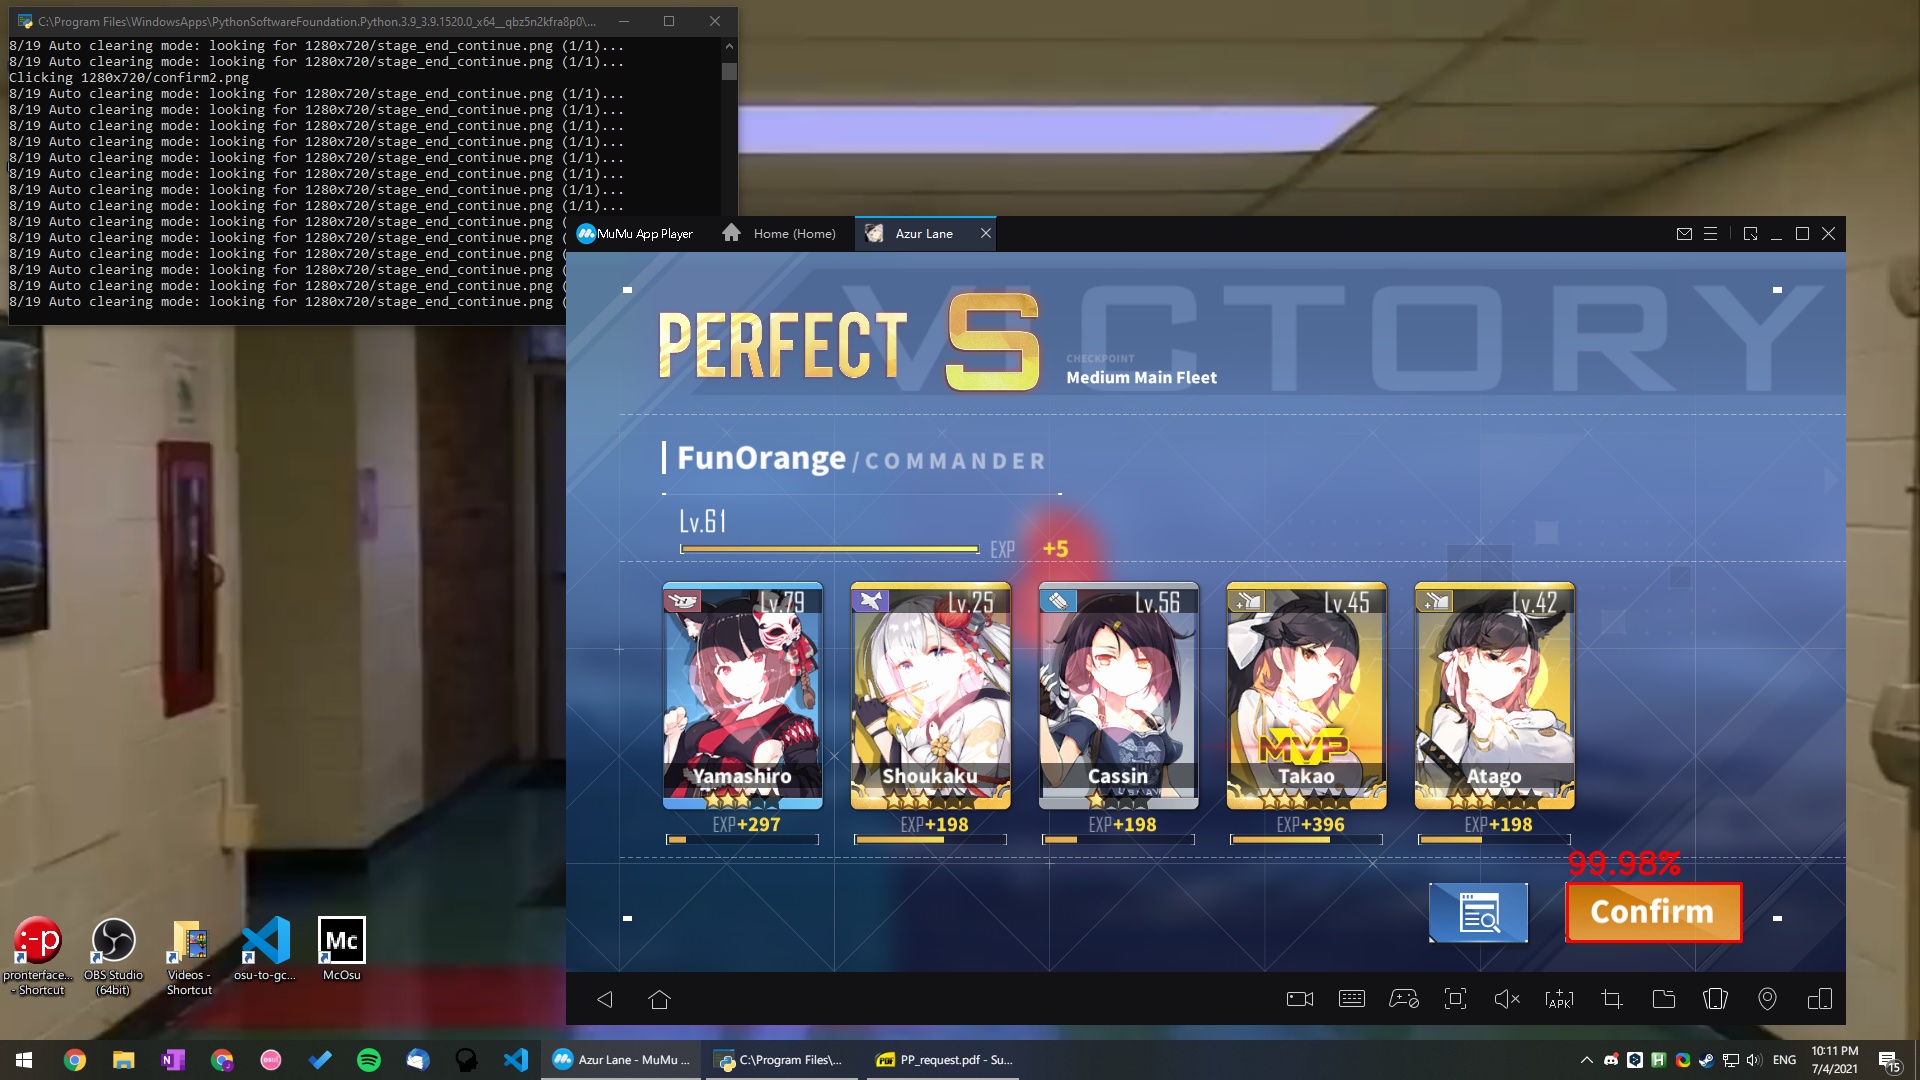 C:\Program Files\WindowsApps\PythonSoftwareFoundation.Python.3.9_3.9.1520.0_x64__qbz5n2kfra8p0\...
8/19 Auto clearing mode: looking for 1280x720/stage_end_continue.png (1/1)...
8/19 Auto clearing mode: looking for 1280x720/stage_end_continue.png (1/1)...
Clicking 1280x720/confirm2.png
8/19 Auto clearing mode: looking for 1280x720/stage_end_continue.png (1/1)...
8/19 Auto clearing mode: looking for 1280x720/stage_end_continue.png (1/1)...
8/19 Auto clearing mode: looking for 1280x720/stage_end_continue.png (1/1)...
8/19 Auto clearing mode: looking for 1280x720/stage_end_continue.png (1/1)...
8/19 Auto clearing mode: looking for 1280x720/stage_end_continue.png (1/1)...
8/19 Auto clearing mode: looking for 1280x720/stage_end_continue.png (1/1)...
8/19 Auto clearing mode: looking for 1280x720/stage_end_continue.png (1/1)...
8/19 Auto clearing mode: looking for 1280x720/stage_end_continue.png (1/1)...
8/19 Auto clearing mode: looking for 1280x720/stage_end_continue.png (
8/19 Auto clearing mode: looking for 1280x720/stage_end_continue.png (
8/19 Auto clearing mode: looking for 1280x720/stage_end_continue.png (
8/19 Auto clearing mode: looking for 1280x720/stage_end_continue.png (
8/19 Auto clearing mode: looking for 1280x720/stage_end_continue.png (
8/19 Auto clearing mode: looking for 1280x720/stage_end_continue.png (
MuMu App Player Home (Home) Azur Lane
VICTORY
PERFECT S
CHECKPOINT
Medium Main Fleet
FunOrange / COMMANDER
Lv.61
EXP +5
Lv.79 Lv.25 Lv.56 Lv.45 Lv.42
MVP
Yamashiro Shoukaku Cassin Takao Atago
EXP+297 EXP+198 EXP+198 EXP+396 EXP+198
99.98%
Confirm
:-p
Mc
pronterface... - Shortcut
OBS Studio (64bit)
Videos - Shortcut
osu-to-gc...
McOsu
APK
Azur Lane - MuMu ... C:\Program Files\... PP_request.pdf - Su... ENG
10:11 PM
7/4/2021
15